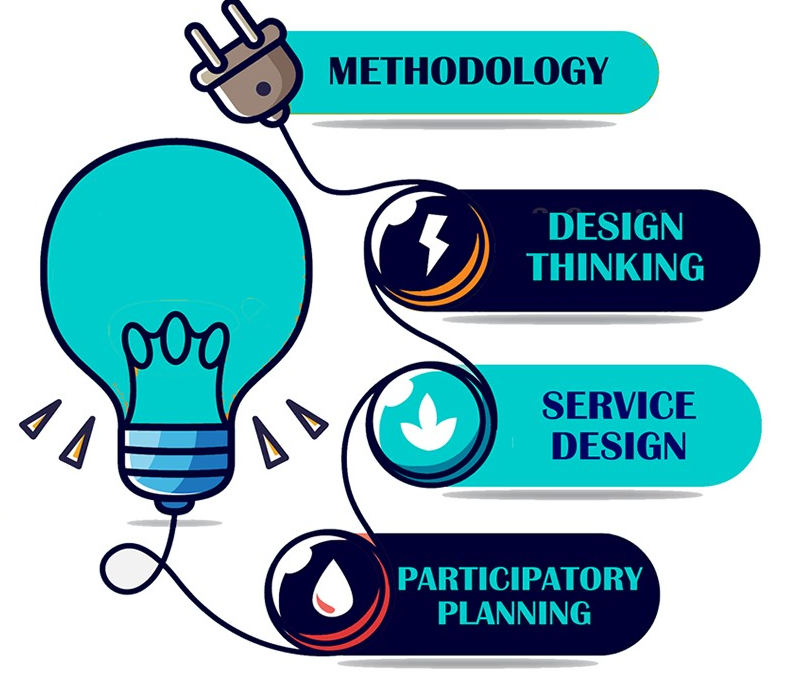 METHODOLOGY
DESIGN
THINKING
SERVICE
DESIGN
PARTICIPATORY
PLANNING